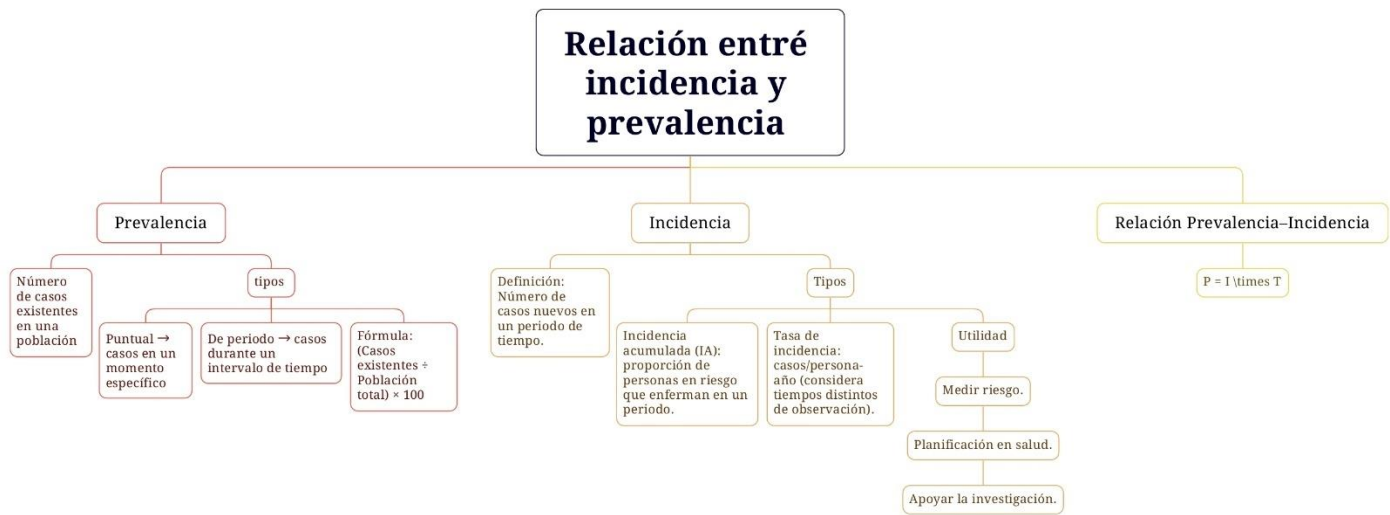 Relación entré
incidencia y
prevalencia
Prevalencia
Incidencia
Relación Prevalencia–Incidencia
Número
de casos
existentes
en una
población
tipos
Puntual →
casos en un
momento
específico
De periodo → casos
durante un
intervalo de tiempo
Fórmula:
(Casos
existentes ÷
Población
total) × 100
Definición:
Número de
casos nuevos en
un periodo de
tiempo.
Tipos
Incidencia
acumulada (IA):
proporción de
personas en riesgo
que enferman en un
periodo.
Tasa de
incidencia:
casos/persona-
año (considera
tiempos distintos
de observación).
Utilidad
Medir riesgo.
Planificación en salud.
Apoyar la investigación.
P = I \times T